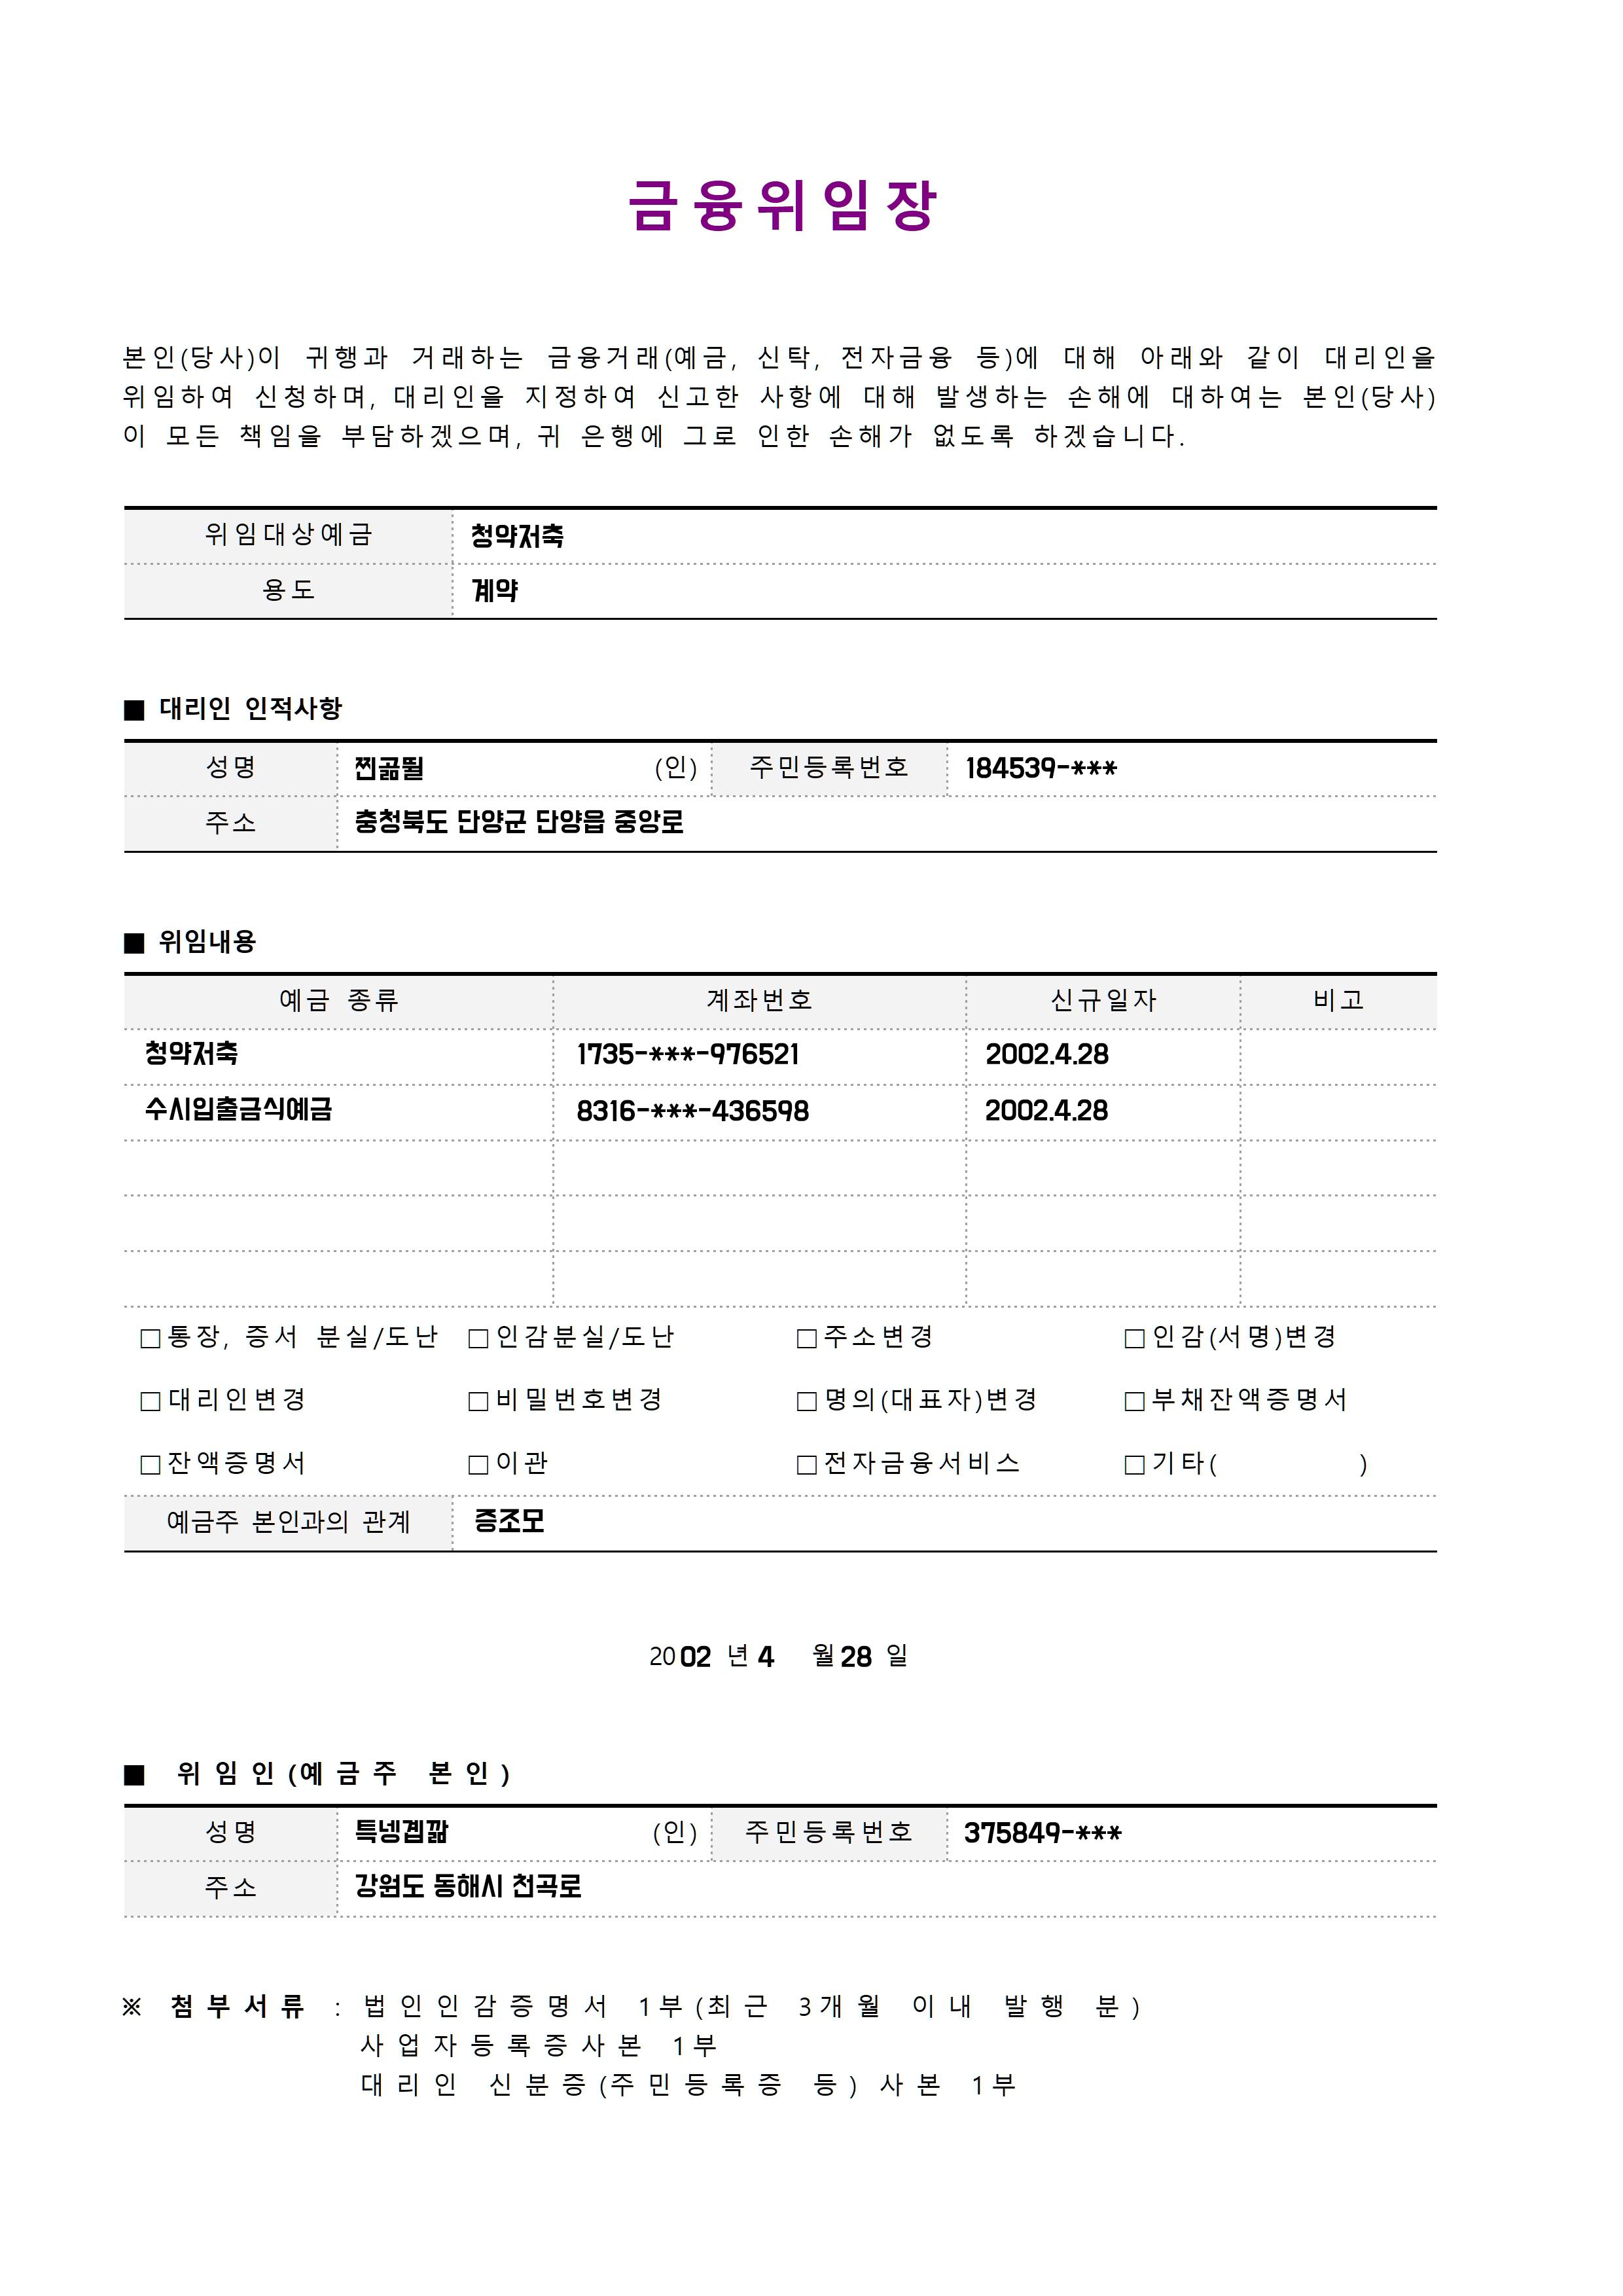 금융위임장
본인(당사)이 귀행과 거래하는 금융거래(예금, 신탁, 전자금융 등)에 대해 아래와 같이 대리인을
위임하여 신청하며, 대리인을 지정하여 신고한 사항에 대해 발생하는 손해에 대하여는 본인(당사)
이 모든 책임을 부담하겠으며, 귀 은행에 그로 인한 손해가 없도록 하겠습니다.
위임대상예금 청약저축
용도 계약
■ 대리인 인적사항
성명 (인) 주민등록번호 184539-***
주소 충청북도 단양군 단양읍 중앙로
■ 위임내용
예금 종류 계좌번호 신규일자 비고
청약저축 1735-***-976521 2002.4.28
수시입출금식예금 8316-***-436598 2002.4.28
□ 통장, 증서 분실/도난 □ 인감분실/도난 □ 주소변경 □ 인감(서명)변경
□ 대리인변경 □ 비밀번호변경 □ 명의(대표자)변경 □ 부채잔액증명서
□ 잔액증명서 □ 이관 □ 전자금융서비스 □ 기타( )
예금주 본인과의 관계 증조모
2002 년 4 월 28 일
■ 위임인(예금주 본인)
성명 (인) 주민등록번호 375849-***
주소 강원도 동해시 천곡로
※ 첨부서류 : 법인인감증명서 1부(최근 3개월 이내 발행 분)
사업자등록증사본 1부
대리인 신분증(주민등록증 등) 사본 1부